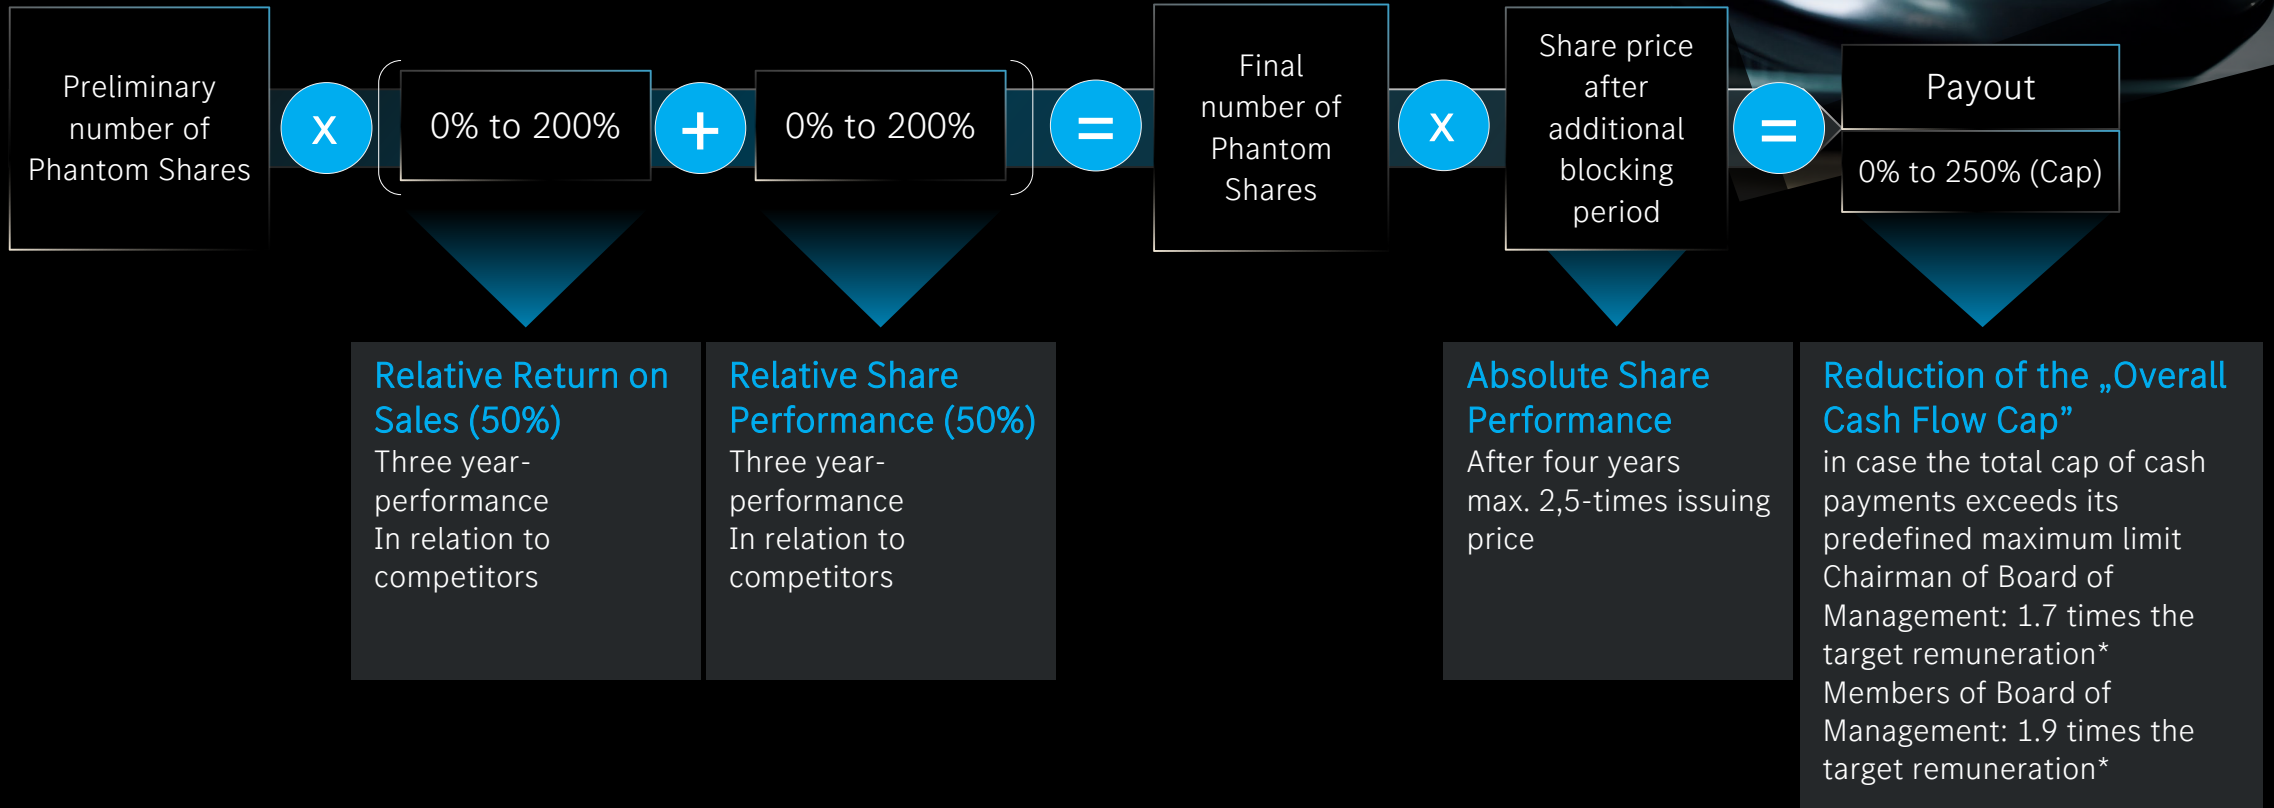 Preliminary
number of
Phantom Shares
x
0% to 200%
+
0% to 200%
=
Final
number of
Phantom
Shares
x
Share price
after
additional
blocking
period
=
Payout
0% to 250% (Cap)
Relative Return on
Sales (50%)
Three year-
performance
In relation to
competitors
Relative Share
Performance (50%)
Three year-
performance
In relation to
competitors
Absolute Share
Performance
After four years
max. 2,5-times issuing
price
Reduction of the „Overall
Cash Flow Cap”
in case the total cap of cash
payments exceeds its
predefined maximum limit
Chairman of Board of
Management: 1.7 times the
target remuneration*
Members of Board of
Management: 1.9 times the
target remuneration*